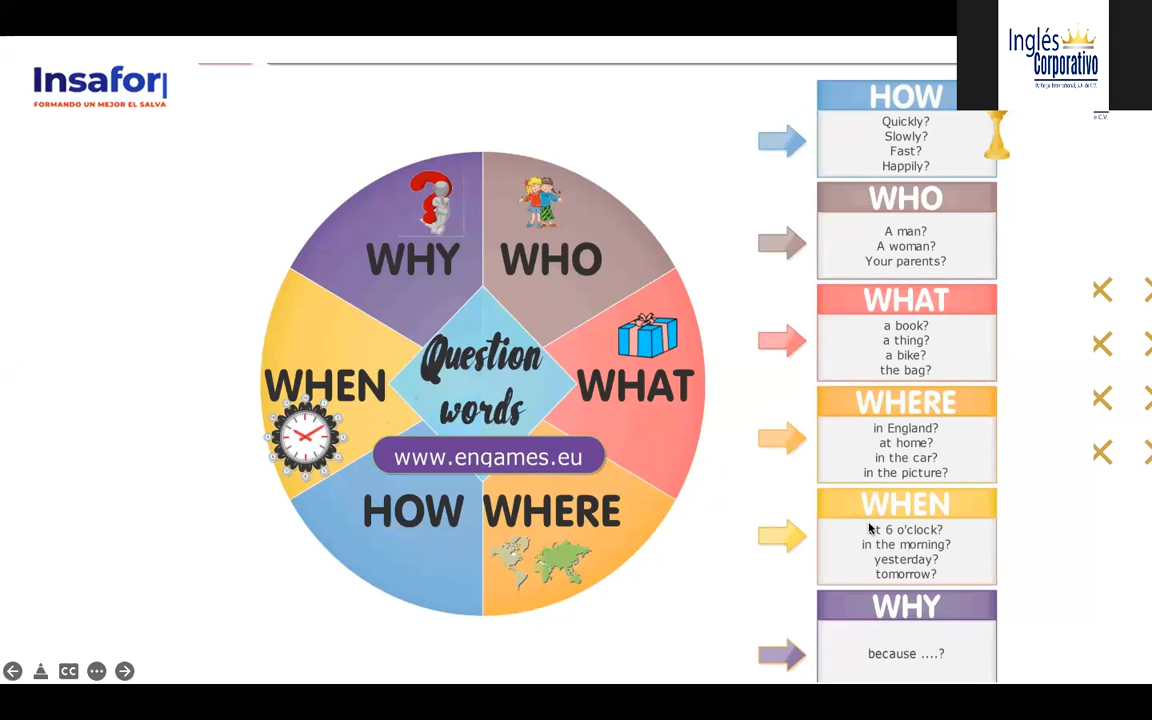 Insafor
FORMANDO UN MEJOR EL SALVA
Inglés
Corporativo
e C.V.
WHY
WHO
WHEN
Question
words
WHAT
www.engames.eu
HOW
WHERE
HOW
Quickly?
Slowly?
Fast?
Happily?
WHO
A man?
A woman?
Your parents?
WHAT
a book?
a thing?
a bike?
the bag?
WHERE
in England?
at home?
in the car?
in the picture?
WHEN
t 6 o'clock?
in the morning?
yesterday?
tomorrow?
WHY
because ....?
CC